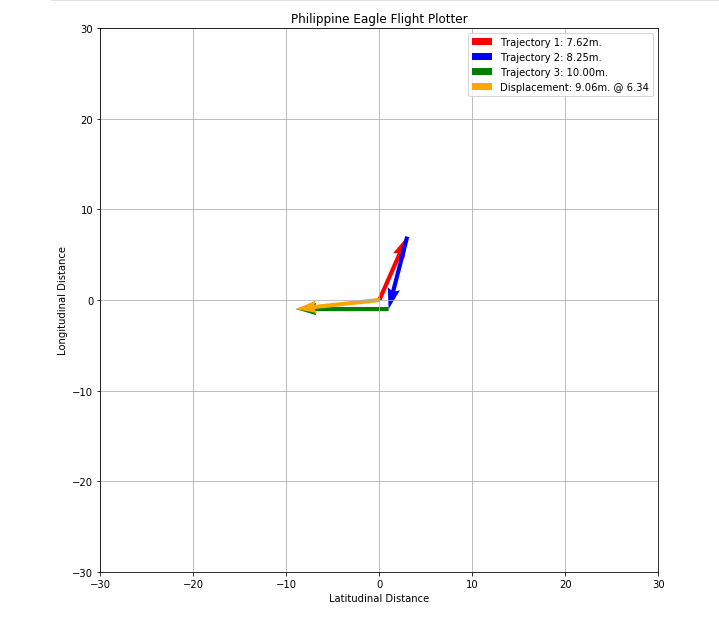 Philippine Eagle Flight Plotter
Trajectory 1: 7.62m.
Trajectory 2: 8.25m.
Trajectory 3: 10.00m.
Displacement: 9.06m. @ 6.34
30
20
10
0
−10
−20
−30
Longitudinal Distance
−30
−20
−10
0
10
20
30
Latitudinal Distance